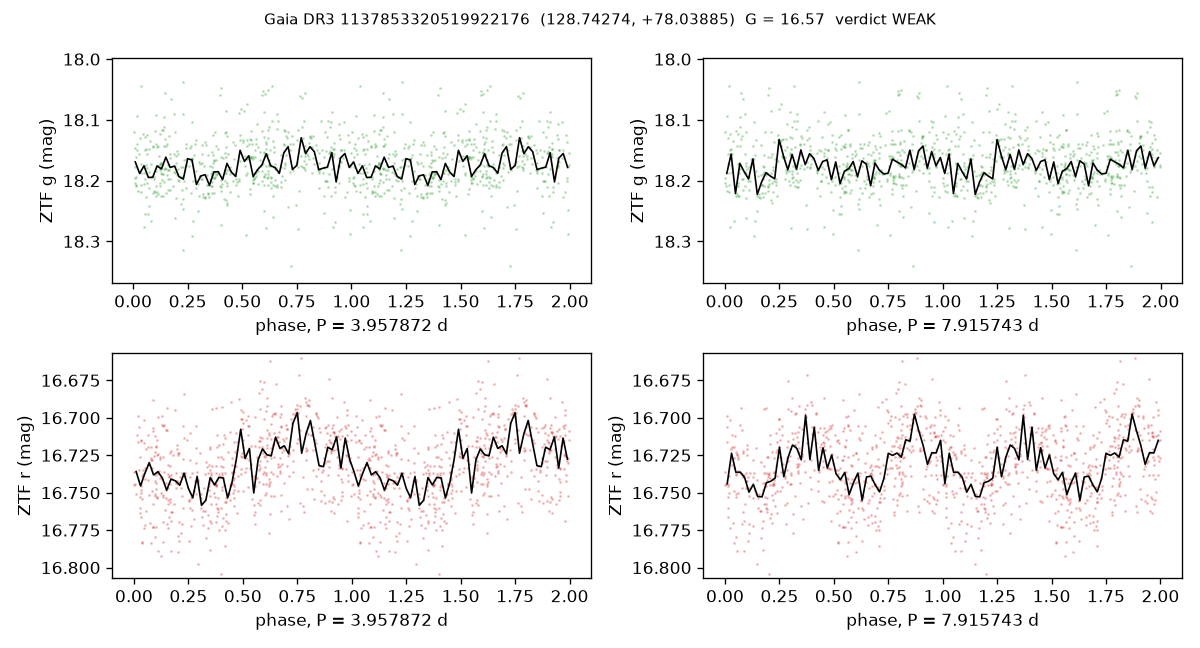 Gaia DR3 1137853320519922176  (128.74274, +78.03885)  G = 16.57  verdict WEAK
18.0
18.1
18.2
18.3
ZTF g (mag)
0.00 0.25 0.50 0.75 1.00 1.25 1.50 1.75 2.00
phase, P = 3.957872 d
18.0
18.1
18.2
18.3
ZTF g (mag)
0.00 0.25 0.50 0.75 1.00 1.25 1.50 1.75 2.00
phase, P = 7.915743 d
16.675
16.700
16.725
16.750
16.775
16.800
ZTF r (mag)
0.00 0.25 0.50 0.75 1.00 1.25 1.50 1.75 2.00
phase, P = 3.957872 d
16.675
16.700
16.725
16.750
16.775
16.800
ZTF r (mag)
0.00 0.25 0.50 0.75 1.00 1.25 1.50 1.75 2.00
phase, P = 7.915743 d